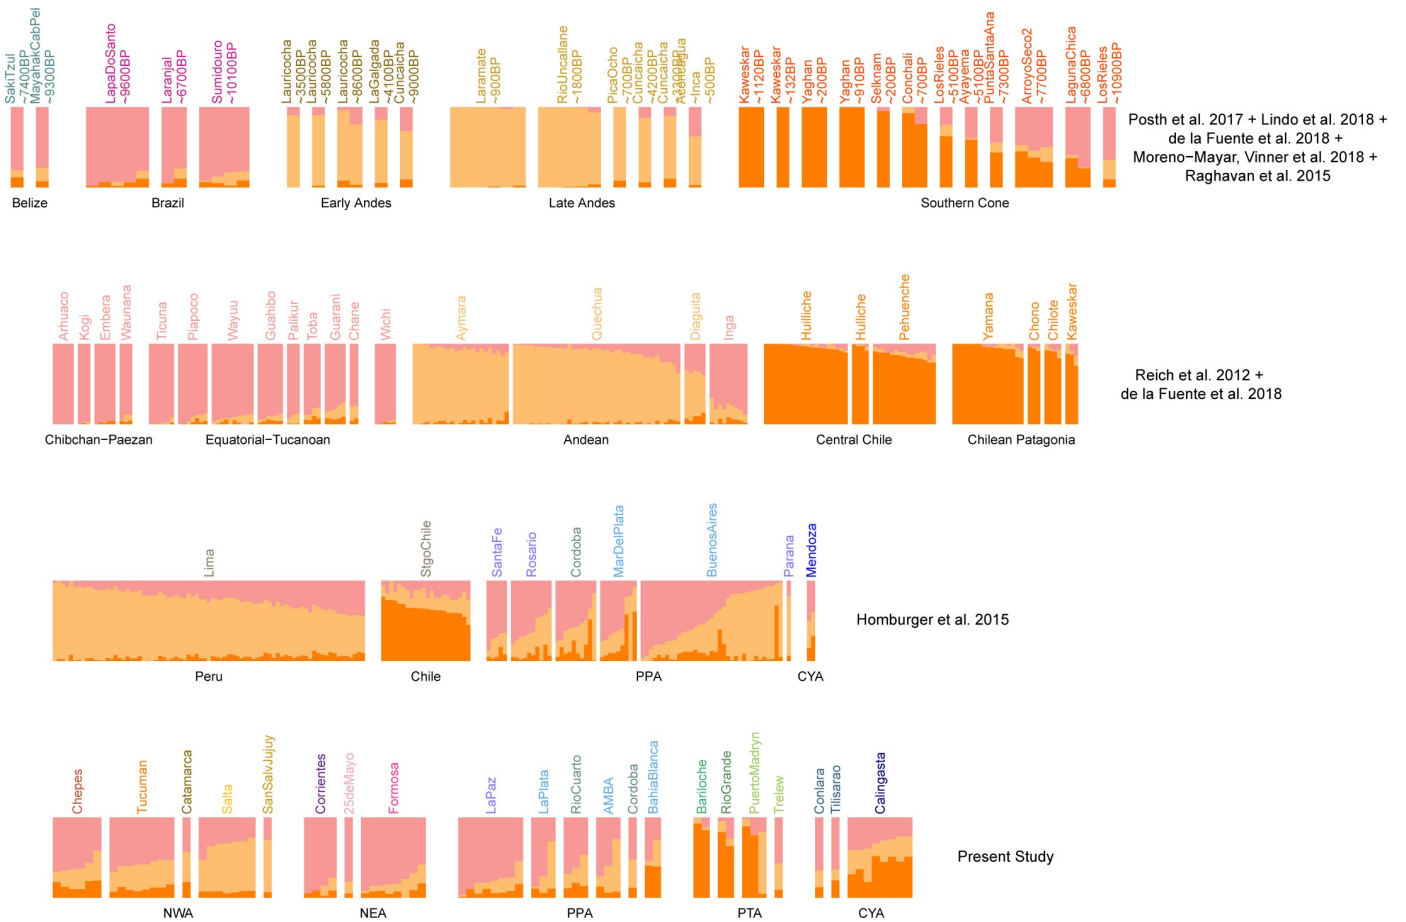 SakiTzul
~7400BP
MayahakCabPel
~9300BP
LapaDoSanto
~9600BP
Laranjal
~6700BP
Sumidouro
~10100BP
Lauricocha
~3500BP
Lauricocha
~5800BP
Lauricocha
~8600BP
LaGalgada
~4100BP
Cuncaicha
~9000BP
Laramate
~900BP
RioUncallane
~1800BP
PicaOcho
~700BP
Cuncaicha
~4200BP
Cuncaicha
~3300BP
Aconcagua
~Inca
~500BP
Kaweskar
~1120BP
Kaweskar
~132BP
Yaghan
~200BP
Yaghan
~910BP
Selknam
~200BP
Conchali
~700BP
LosRieles
~5100BP
Ayayema
~5100BP
PuntaSantaAna
~7300BP
ArroyoSeco2
~7700BP
LagunaChica
~6800BP
LosRieles
~10900BP
Posth et al. 2017 + Lindo et al. 2018 +
de la Fuente et al. 2018 +
Moreno−Mayar, Vinner et al. 2018 +
Raghavan et al. 2015
Belize
Brazil
Early Andes
Late Andes
Southern Cone
Arhuaco
Kogi
Embera
Waunana
Ticuna
Piapoco
Wayuu
Guahibo
Palikur
Toba
Guarani
Chane
Wichi
Aymara
Quechua
Diaguita
Inga
Huilliche
Hulliche
Pehuenche
Yamana
Chono
Chilote
Kaweskar
Reich et al. 2012 +
de la Fuente et al. 2018
Chibchan−Paezan
Equatorial−Tucanoan
Andean
Central Chile
Chilean Patagonia
Lima
StgoChile
SantaFe
Rosario
Cordoba
MarDelPlata
BuenosAires
Parana
Mendoza
Homburger et al. 2015
Peru
Chile
PPA
CYA
Chepes
Tucuman
Catamarca
Salta
SanSalvJujuy
Corrientes
25deMayo
Formosa
LaPaz
LaPlata
RioCuarto
AMBA
Cordoba
BahiaBlanca
Bariloche
RioGrande
PuertoMadryn
Trelew
Conlara
Tilisarao
Calingasta
Present Study
NWA
NEA
PPA
PTA
CYA